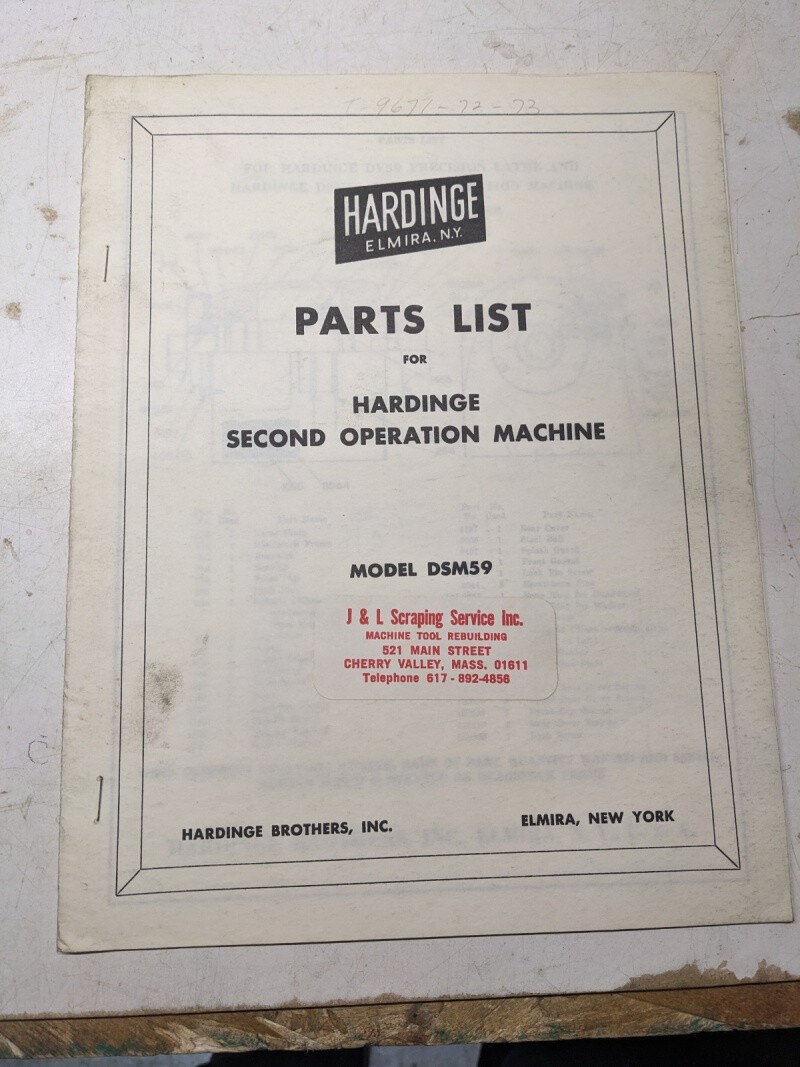 T-9671-72-73
HARDINGE
ELMIRA, N.Y.
PARTS LIST
FOR
HARDINGE
SECOND OPERATION MACHINE
MODEL DSM59
J & L Scraping Service Inc.
MACHINE TOOL REBUILDING
521 MAIN STREET
CHERRY VALLEY, MASS. 01611
Telephone 617-892-4856
HARDINGE BROTHERS, INC.
ELMIRA, NEW YORK